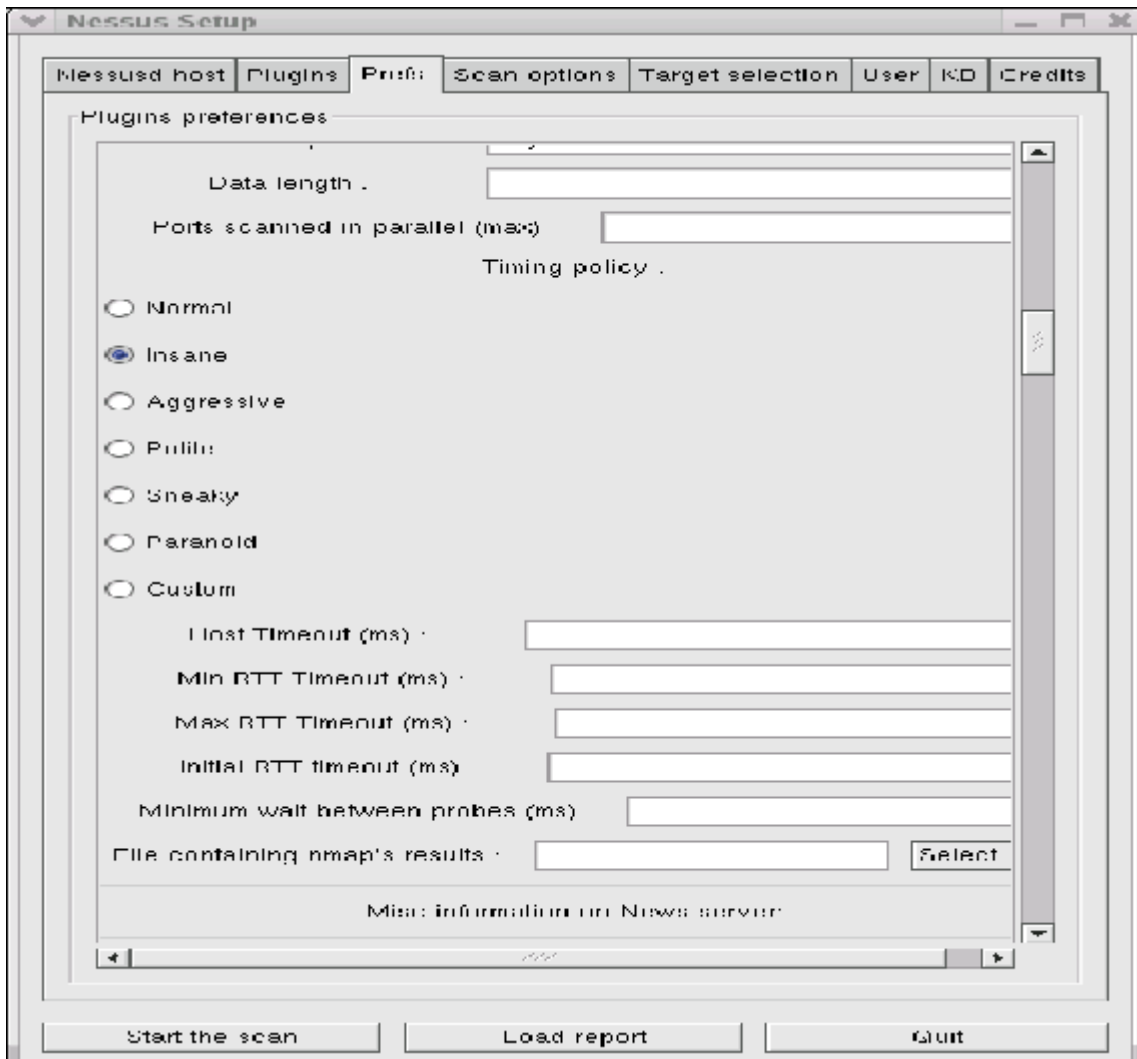 Nessus Setup
Nessusd host Plugins Prefs. Scan options Target selection User KB Credits
Plugins preferences
Data length :
Ports scanned in parallel (max)
Timing policy :
Normal
Insane
Aggressive
Polite
Sneaky
Paranoid
Custom
Host Timeout (ms) :
Min RTT Timeout (ms) :
Max RTT Timeout (ms) :
Initial RTT timeout (ms)
Minimum wait between probes (ms)
File containing nmap's results :
Select
Misc information on News server
Start the scan Load report Quit